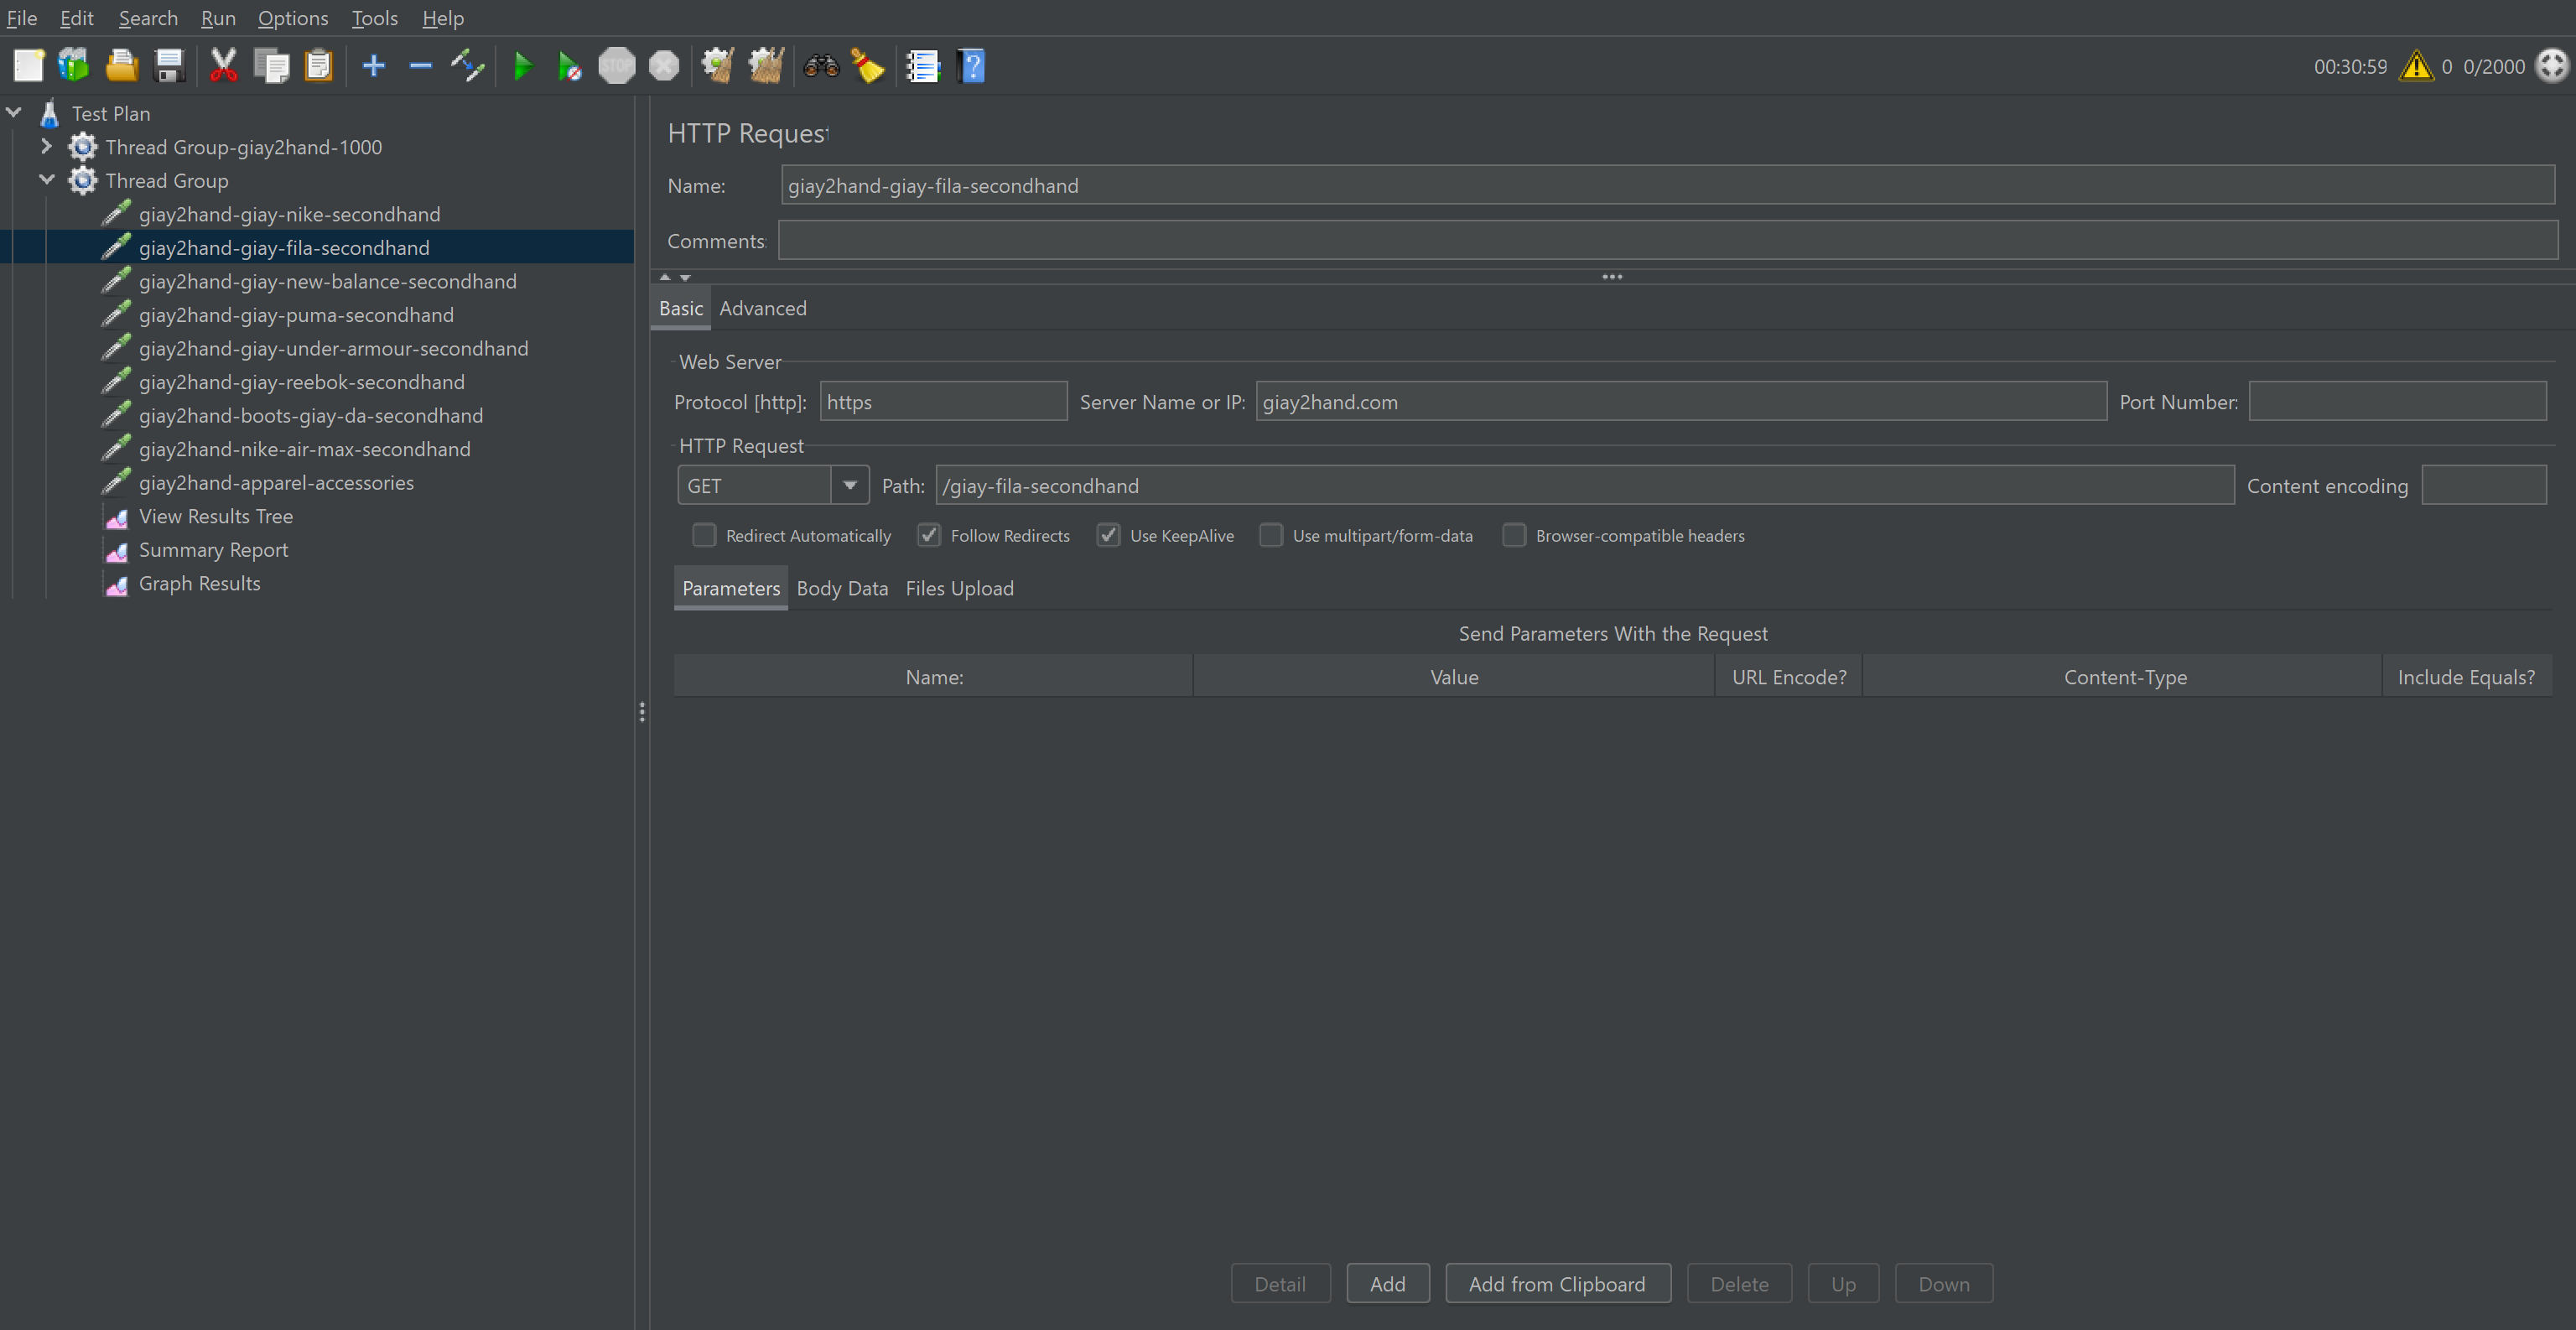 File Edit Search Run Options Tools Help
STOP
00:30:59 0 0/2000
Test Plan
Thread Group-giay2hand-1000
Thread Group
giay2hand-giay-nike-secondhand
giay2hand-giay-fila-secondhand
giay2hand-giay-new-balance-secondhand
giay2hand-giay-puma-secondhand
giay2hand-giay-under-armour-secondhand
giay2hand-giay-reebok-secondhand
giay2hand-boots-giay-da-secondhand
giay2hand-nike-air-max-secondhand
giay2hand-apparel-accessories
View Results Tree
Summary Report
Graph Results
HTTP Request
Name: giay2hand-giay-fila-secondhand
Comments:
Basic Advanced
Web Server
Protocol [http]: https Server Name or IP: giay2hand.com Port Number:
HTTP Request
GET Path: /giay-fila-secondhand Content encoding
Redirect Automatically Follow Redirects Use KeepAlive Use multipart/form-data Browser-compatible headers
Parameters Body Data Files Upload
Send Parameters With the Request
Name: Value URL Encode? Content-Type Include Equals?
Detail Add Add from Clipboard Delete Up Down